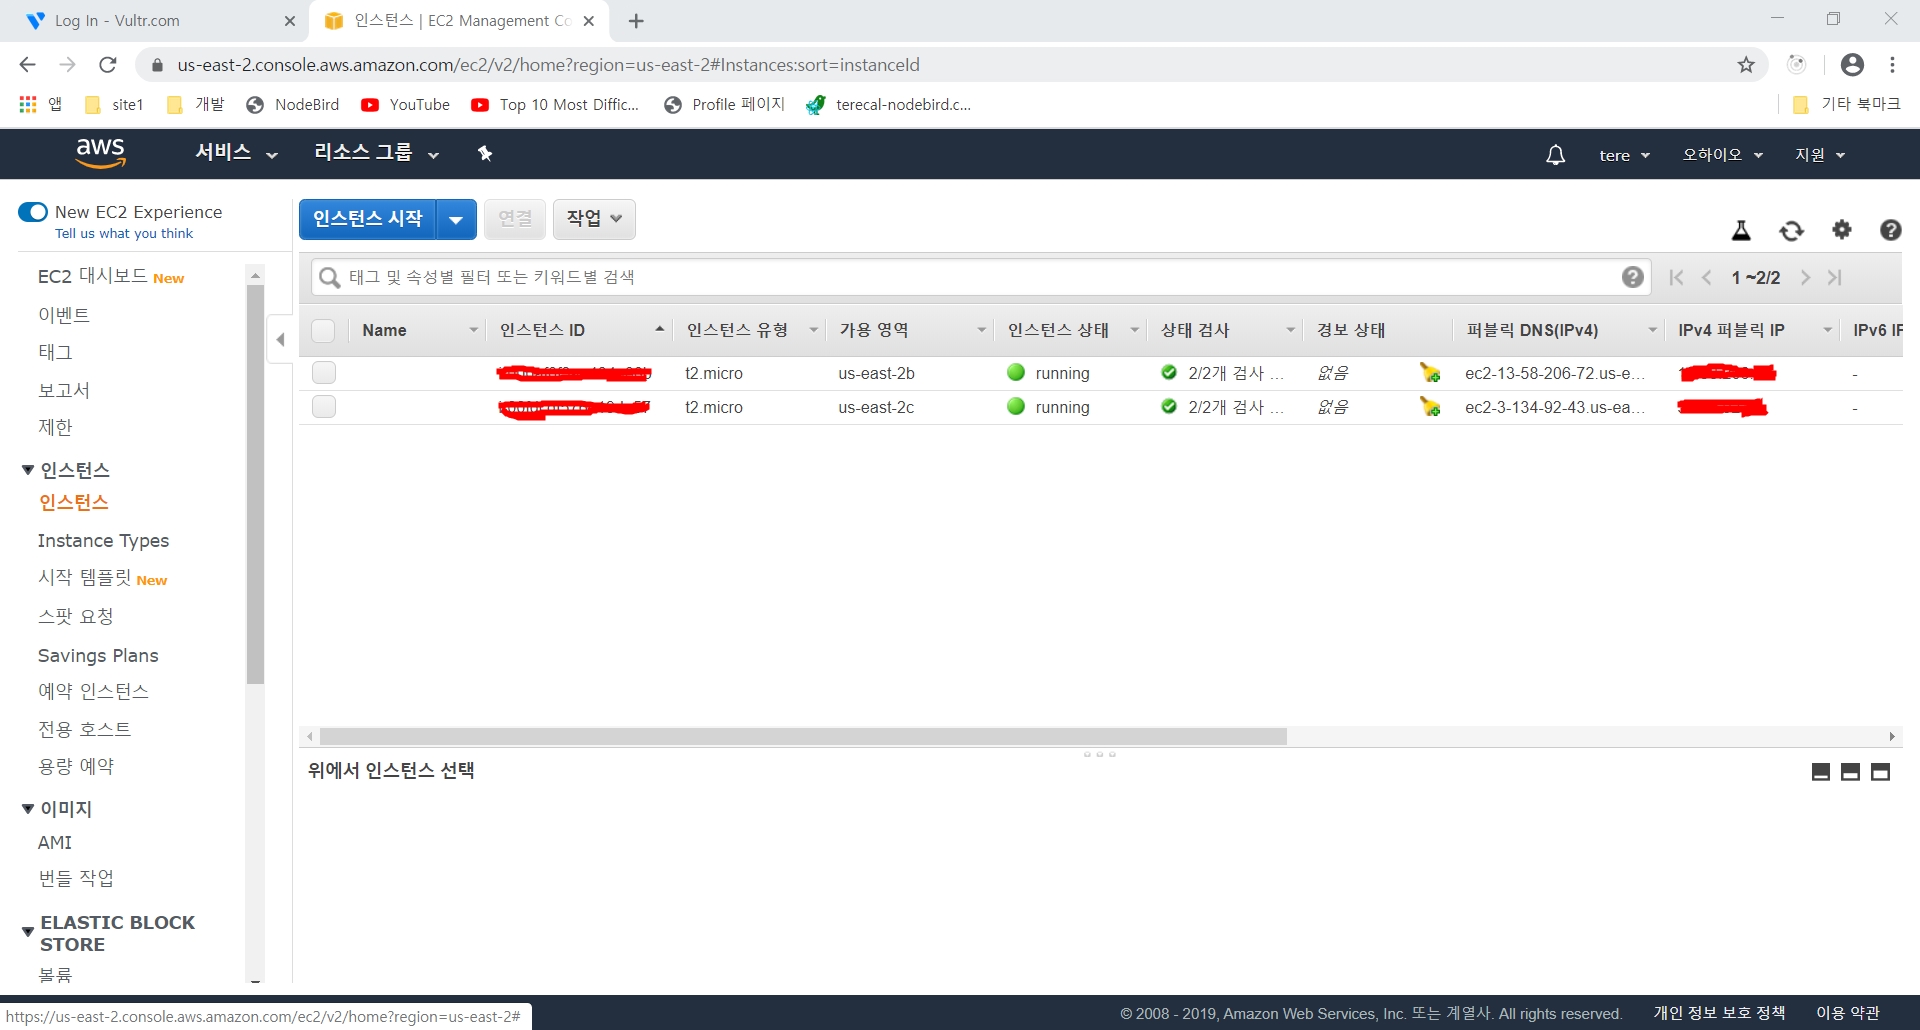 Log In - Vultr.com
인스턴스 | EC2 Management Co
us-east-2.console.aws.amazon.com/ec2/v2/home?region=us-east-2#Instances:sort=instanceId
앱 site1 개발 NodeBird YouTube Top 10 Most Diffic... Profile 페이지 terecal-nodebird.c... 기타 북마크
aws 서비스 리소스 그룹 tere 오하이오 지원
New EC2 Experience
Tell us what you think
EC2 대시보드 New
이벤트
태그
보고서
제한
인스턴스
인스턴스
Instance Types
시작 템플릿 New
스팟 요청
Savings Plans
예약 인스턴스
전용 호스트
용량 예약
이미지
AMI
번들 작업
ELASTIC BLOCK
STORE
볼륨
인스턴스 시작 연결 작업
태그 및 속성별 필터 또는 키워드별 검색 1 ~2/2
Name 인스턴스 ID 인스턴스 유형 가용 영역 인스턴스 상태 상태 검사 경보 상태 퍼블릭 DNS(IPv4) IPv4 퍼블릭 IP IPv6 IP
t2.micro us-east-2b running 2/2개 검사 ... 없음 ec2-13-58-206-72.us-e... -
t2.micro us-east-2c running 2/2개 검사 ... 없음 ec2-3-134-92-43.us-ea... -
위에서 인스턴스 선택
https://us-east-2.console.aws.amazon.com/ec2/v2/home?region=us-east-2#
© 2008 - 2019, Amazon Web Services, Inc. 또는 계열사. All rights reserved. 개인 정보 보호 정책 이용 약관